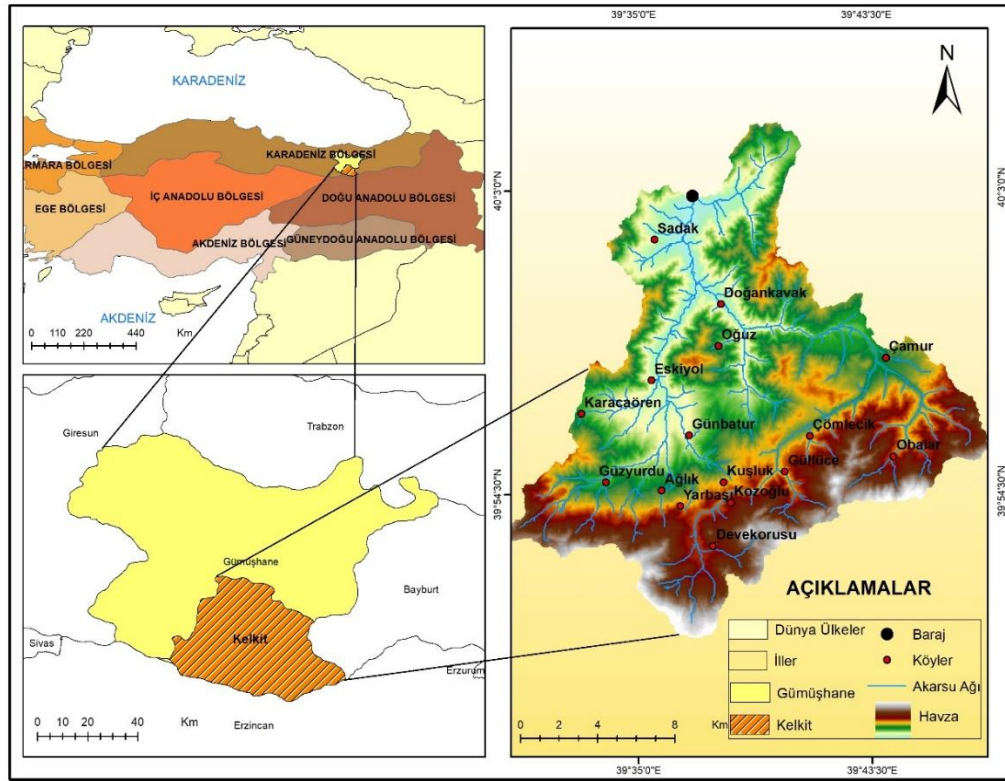 KARADENİZ
KARADENİZ BÖLGESİ
RMARA BÖLGESİ
İÇ ANADOLU BÖLGESİ
DOĞU ANADOLU BÖLGESİ
EGE BÖLGESİ
AKDENİZ BÖLGESİ
GÜNEYDOĞU ANADOLU BÖLGESİ
AKDENİZ
0 110 220 440 Km
Giresun
Trabzon
Gümüşhane
Bayburt
Kelkit
Sivas
Erzurum
Erzincan
0 10 20 40 60
Km
39°35'0"E
39°43'30"E
N
40°3'0"N
40°3'0"N
Sadak
Doğankavak
Oğuz
Çamur
Eskiyol
Karacaören
Günbatur
Çömlecik
Obalar
Güllüce
Güzyurdu
Kuşluk
Ağlık
Yarbaşı
Kozoğlu
39°54'30"N
39°54'30"N
Devekorusu
AÇIKLAMALAR
Dünya Ülkeler
Baraj
İller
Köyler
Gümüşhane
Akarsu Ağı
Kelkit
Havza
0 2 4 8
Km
39°35'0"E
39°43'30"E